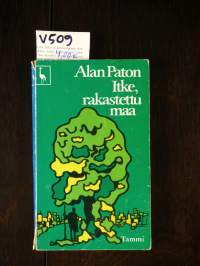 V509
Alan Paton
Itke,
rakastettu
maa
Tammi